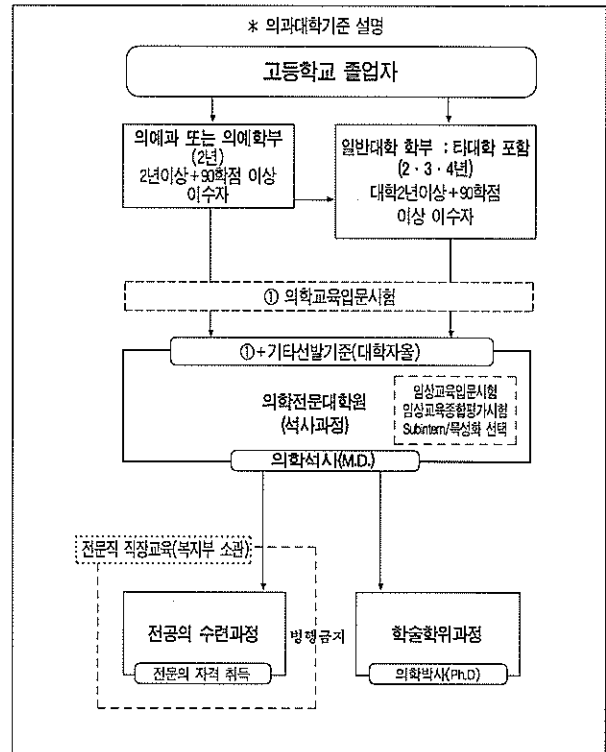 * 의과대학기준 설명
고등학교 졸업자
의예과 또는 의예학부
(2년)
2년이상+90학점 이상
이수자
일반대학 학부 : 타대학 포함
(2·3·4년)
대학2년이상+90학점
이상 이수자
① 의학교육입문시험
①+기타선발기준(대학자율)
의학전문대학원
(석사과정)
임상교육입문시험
임상교육종합평가시험
Subintern/특성화 선택
의학석사(M.D.)
전문직 직장교육(복지부 소관)
전공의 수련과정
병행금지
학술학위과정
전문의 자격 취득
의학박사(Ph.D)